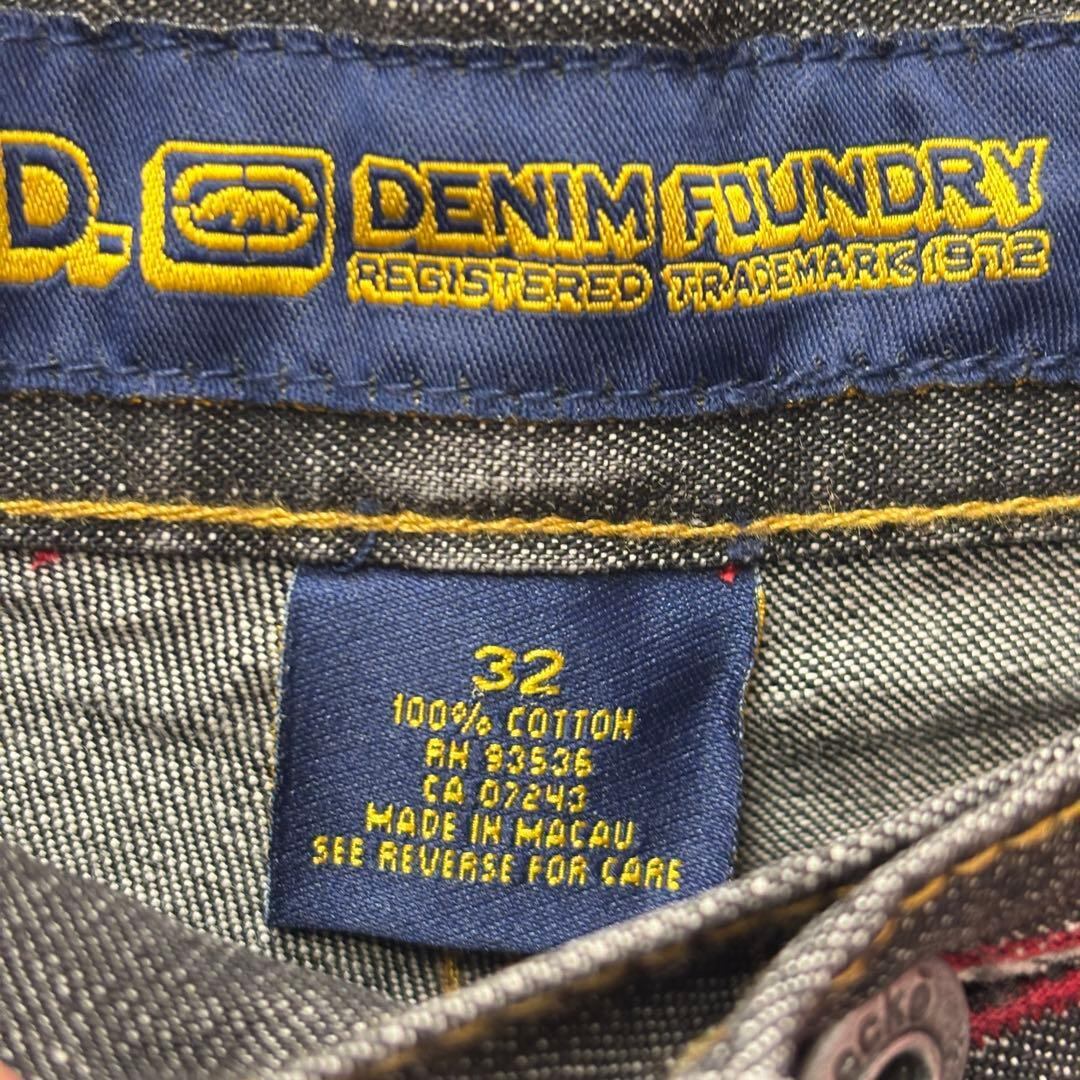 D. DENIM FOUNDRY
REGISTERED TRADEMARK 1972
32
100% COTTON
RN 93536
CA 07243
MADE IN MACAU
SEE REVERSE FOR CARE
ecko